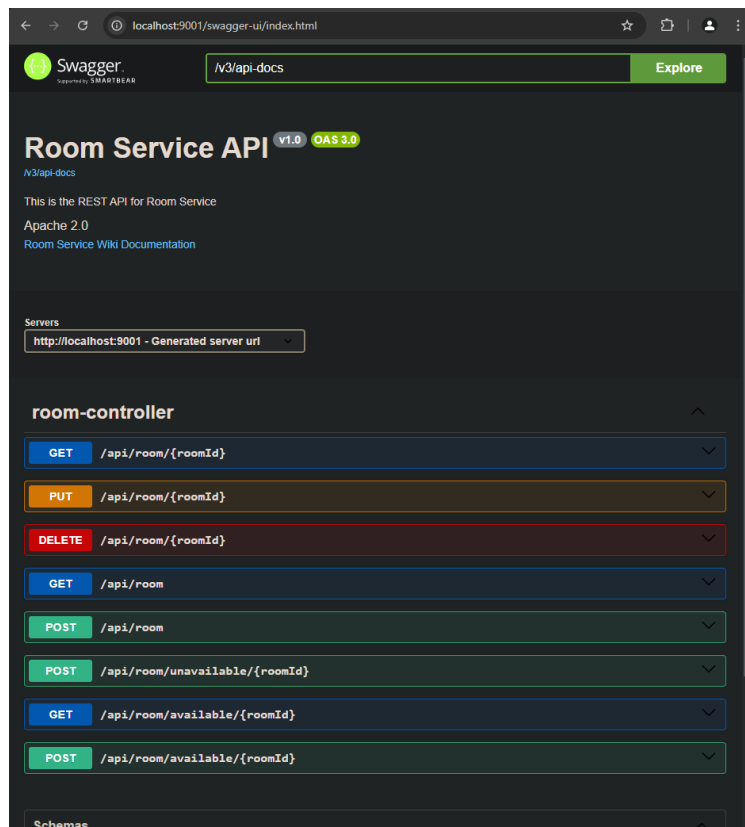 localhost:9001/swagger-ui/index.html
Swagger.
Supported by SMARTBEAR
/v3/api-docs
Explore
Room Service API v1.0 OAS 3.0
/v3/api-docs
This is the REST API for Room Service
Apache 2.0
Room Service Wiki Documentation
Servers
http://localhost:9001 - Generated server url
room-controller
GET /api/room/{roomId}
PUT /api/room/{roomId}
DELETE /api/room/{roomId}
GET /api/room
POST /api/room
POST /api/room/unavailable/{roomId}
GET /api/room/available/{roomId}
POST /api/room/available/{roomId}
Schemas